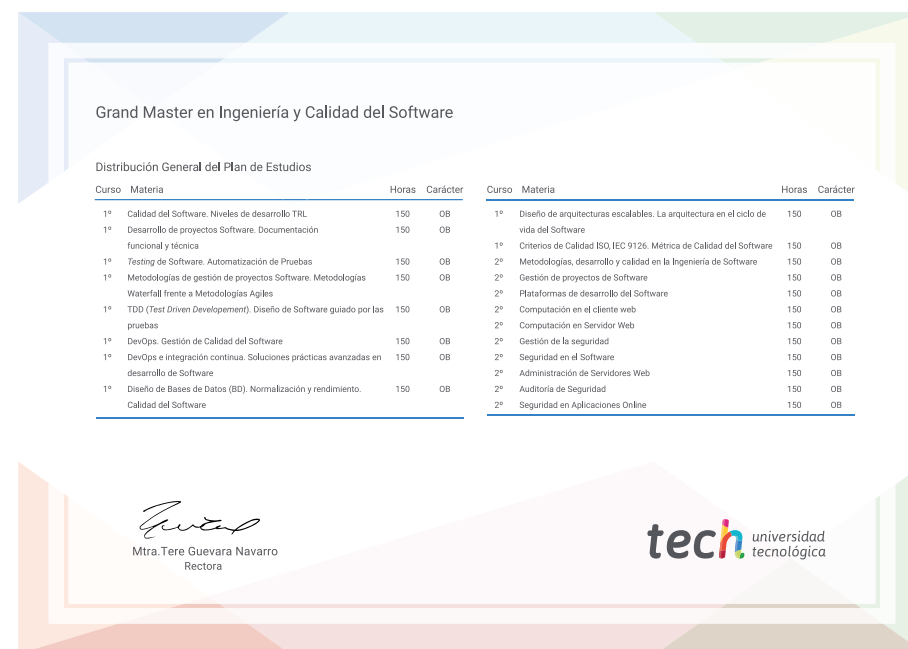 Grand Master en Ingeniería y Calidad del Software
Distribución General del Plan de Estudios
Curso Materia Horas Carácter
1º Calidad del Software. Niveles de desarrollo TRL 150 OB
1º Desarrollo de proyectos Software. Documentación 150 OB
funcional y técnica
1º Testing de Software. Automatización de Pruebas 150 OB
1º Metodologías de gestión de proyectos Software. Metodologías 150 OB
Waterfall frente a Metodologías Agiles
1º TDD (Test Driven Developement). Diseño de Software guiado por las 150 OB
pruebas
1º DevOps. Gestión de Calidad del Software 150 OB
1º DevOps e integración continua. Soluciones prácticas avanzadas en 150 OB
desarrollo de Software
1º Diseño de Bases de Datos (BD). Normalización y rendimiento. 150 OB
Calidad del Software
Curso Materia Horas Carácter
1º Diseño de arquitecturas escalables. La arquitectura en el ciclo de 150 OB
vida del Software
1º Criterios de Calidad ISO, IEC 9126. Métrica de Calidad del Software 150 OB
2º Metodologías, desarrollo y calidad en la Ingeniería de Software 150 OB
2º Gestión de proyectos de Software 150 OB
2º Plataformas de desarrollo del Software 150 OB
2º Computación en el cliente web 150 OB
2º Computación en Servidor Web 150 OB
2º Gestión de la seguridad 150 OB
2º Seguridad en el Software 150 OB
2º Administración de Servidores Web 150 OB
2º Auditoría de Seguridad 150 OB
2º Seguridad en Aplicaciones Online 150 OB
Mtra.Tere Guevara Navarro
Rectora
tech universidad
tecnológica